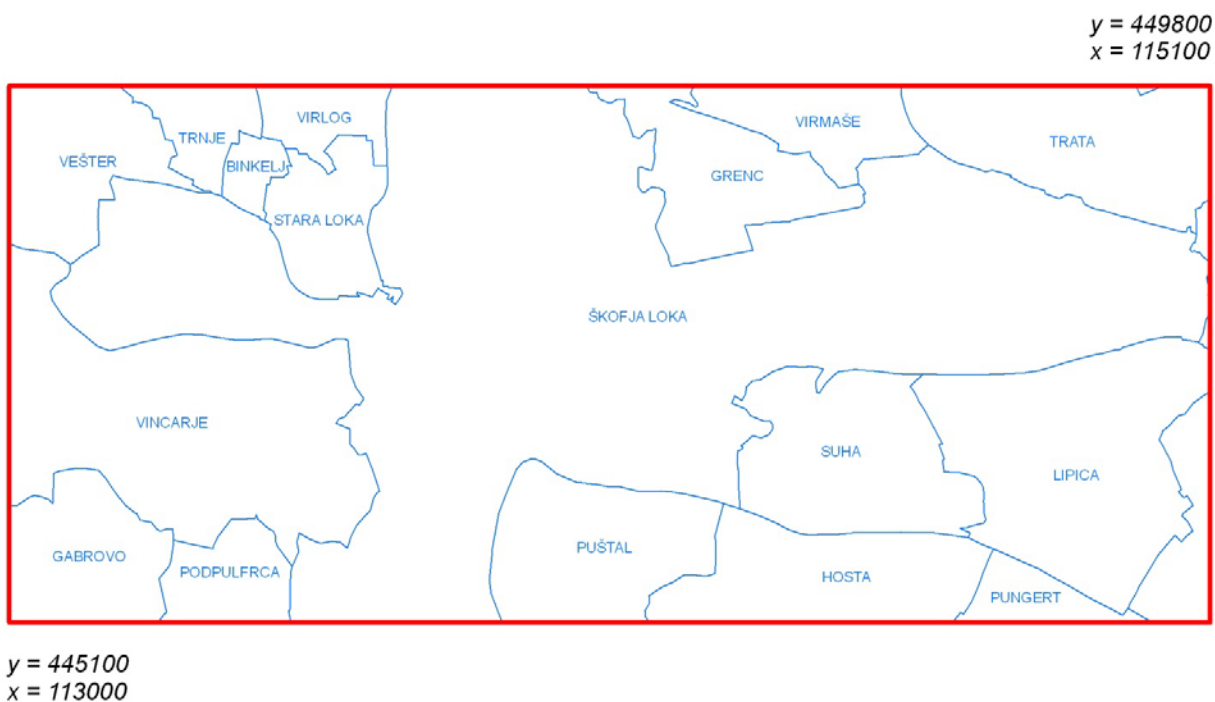 y = 449800
x = 115100
VIRLOG
VIRMAŠE
TRNJE
TRATA
VEŠTER
BINKELJ
GRENC
STARA LOKA
ŠKOFJA LOKA
VINCARJE
SUHA
LIPICA
PUŠTAL
GABROVO
PODPULFRCA
HOSTA
PUNGERT
y = 445100
x = 113000